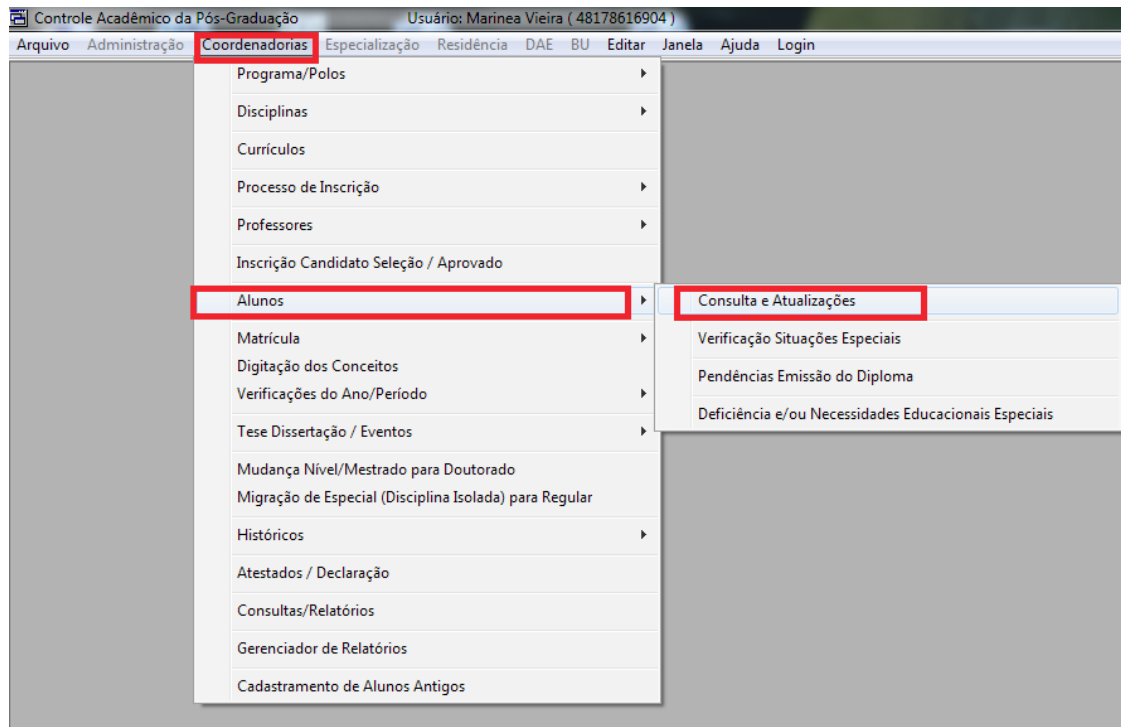 Controle Acadêmico da Pós-Graduação Usuário: Marinea Vieira ( 48178616904 )
Arquivo Administração Coordenadorias Especialização Residência DAE BU Editar Janela Ajuda Login
Programa/Polos
Disciplinas
Currículos
Processo de Inscrição
Professores
Inscrição Candidato Seleção / Aprovado
Alunos
Matrícula
Digitação dos Conceitos
Verificações do Ano/Período
Tese Dissertação / Eventos
Mudança Nível/Mestrado para Doutorado
Migração de Especial (Disciplina Isolada) para Regular
Históricos
Atestados / Declaração
Consultas/Relatórios
Gerenciador de Relatórios
Cadastramento de Alunos Antigos
Consulta e Atualizações
Verificação Situações Especiais
Pendências Emissão do Diploma
Deficiência e/ou Necessidades Educacionais Especiais